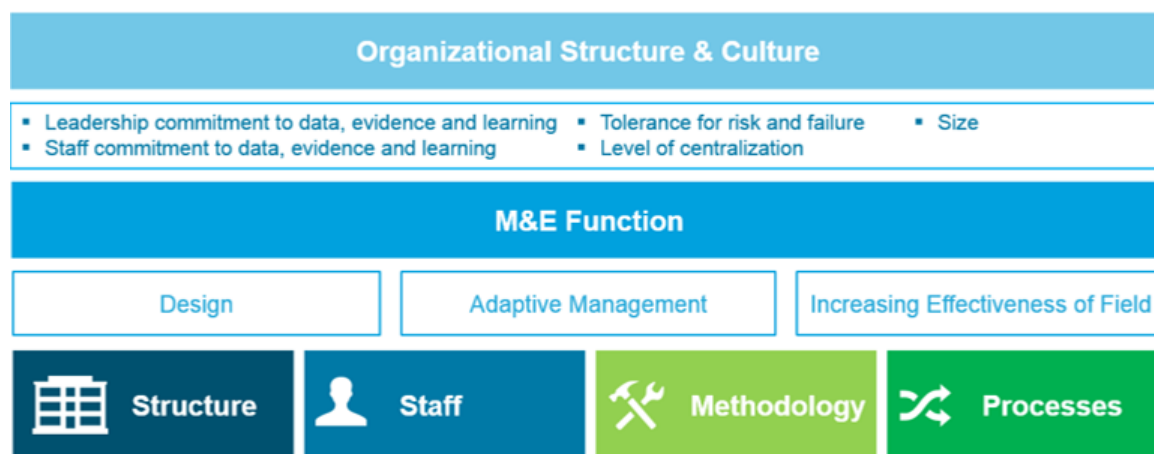 Organizational Structure & Culture
▪ Leadership commitment to data, evidence and learning ▪ Tolerance for risk and failure ▪ Size
▪ Staff commitment to data, evidence and learning ▪ Level of centralization
M&E Function
Design Adaptive Management Increasing Effectiveness of Field
Structure Staff Methodology Processes